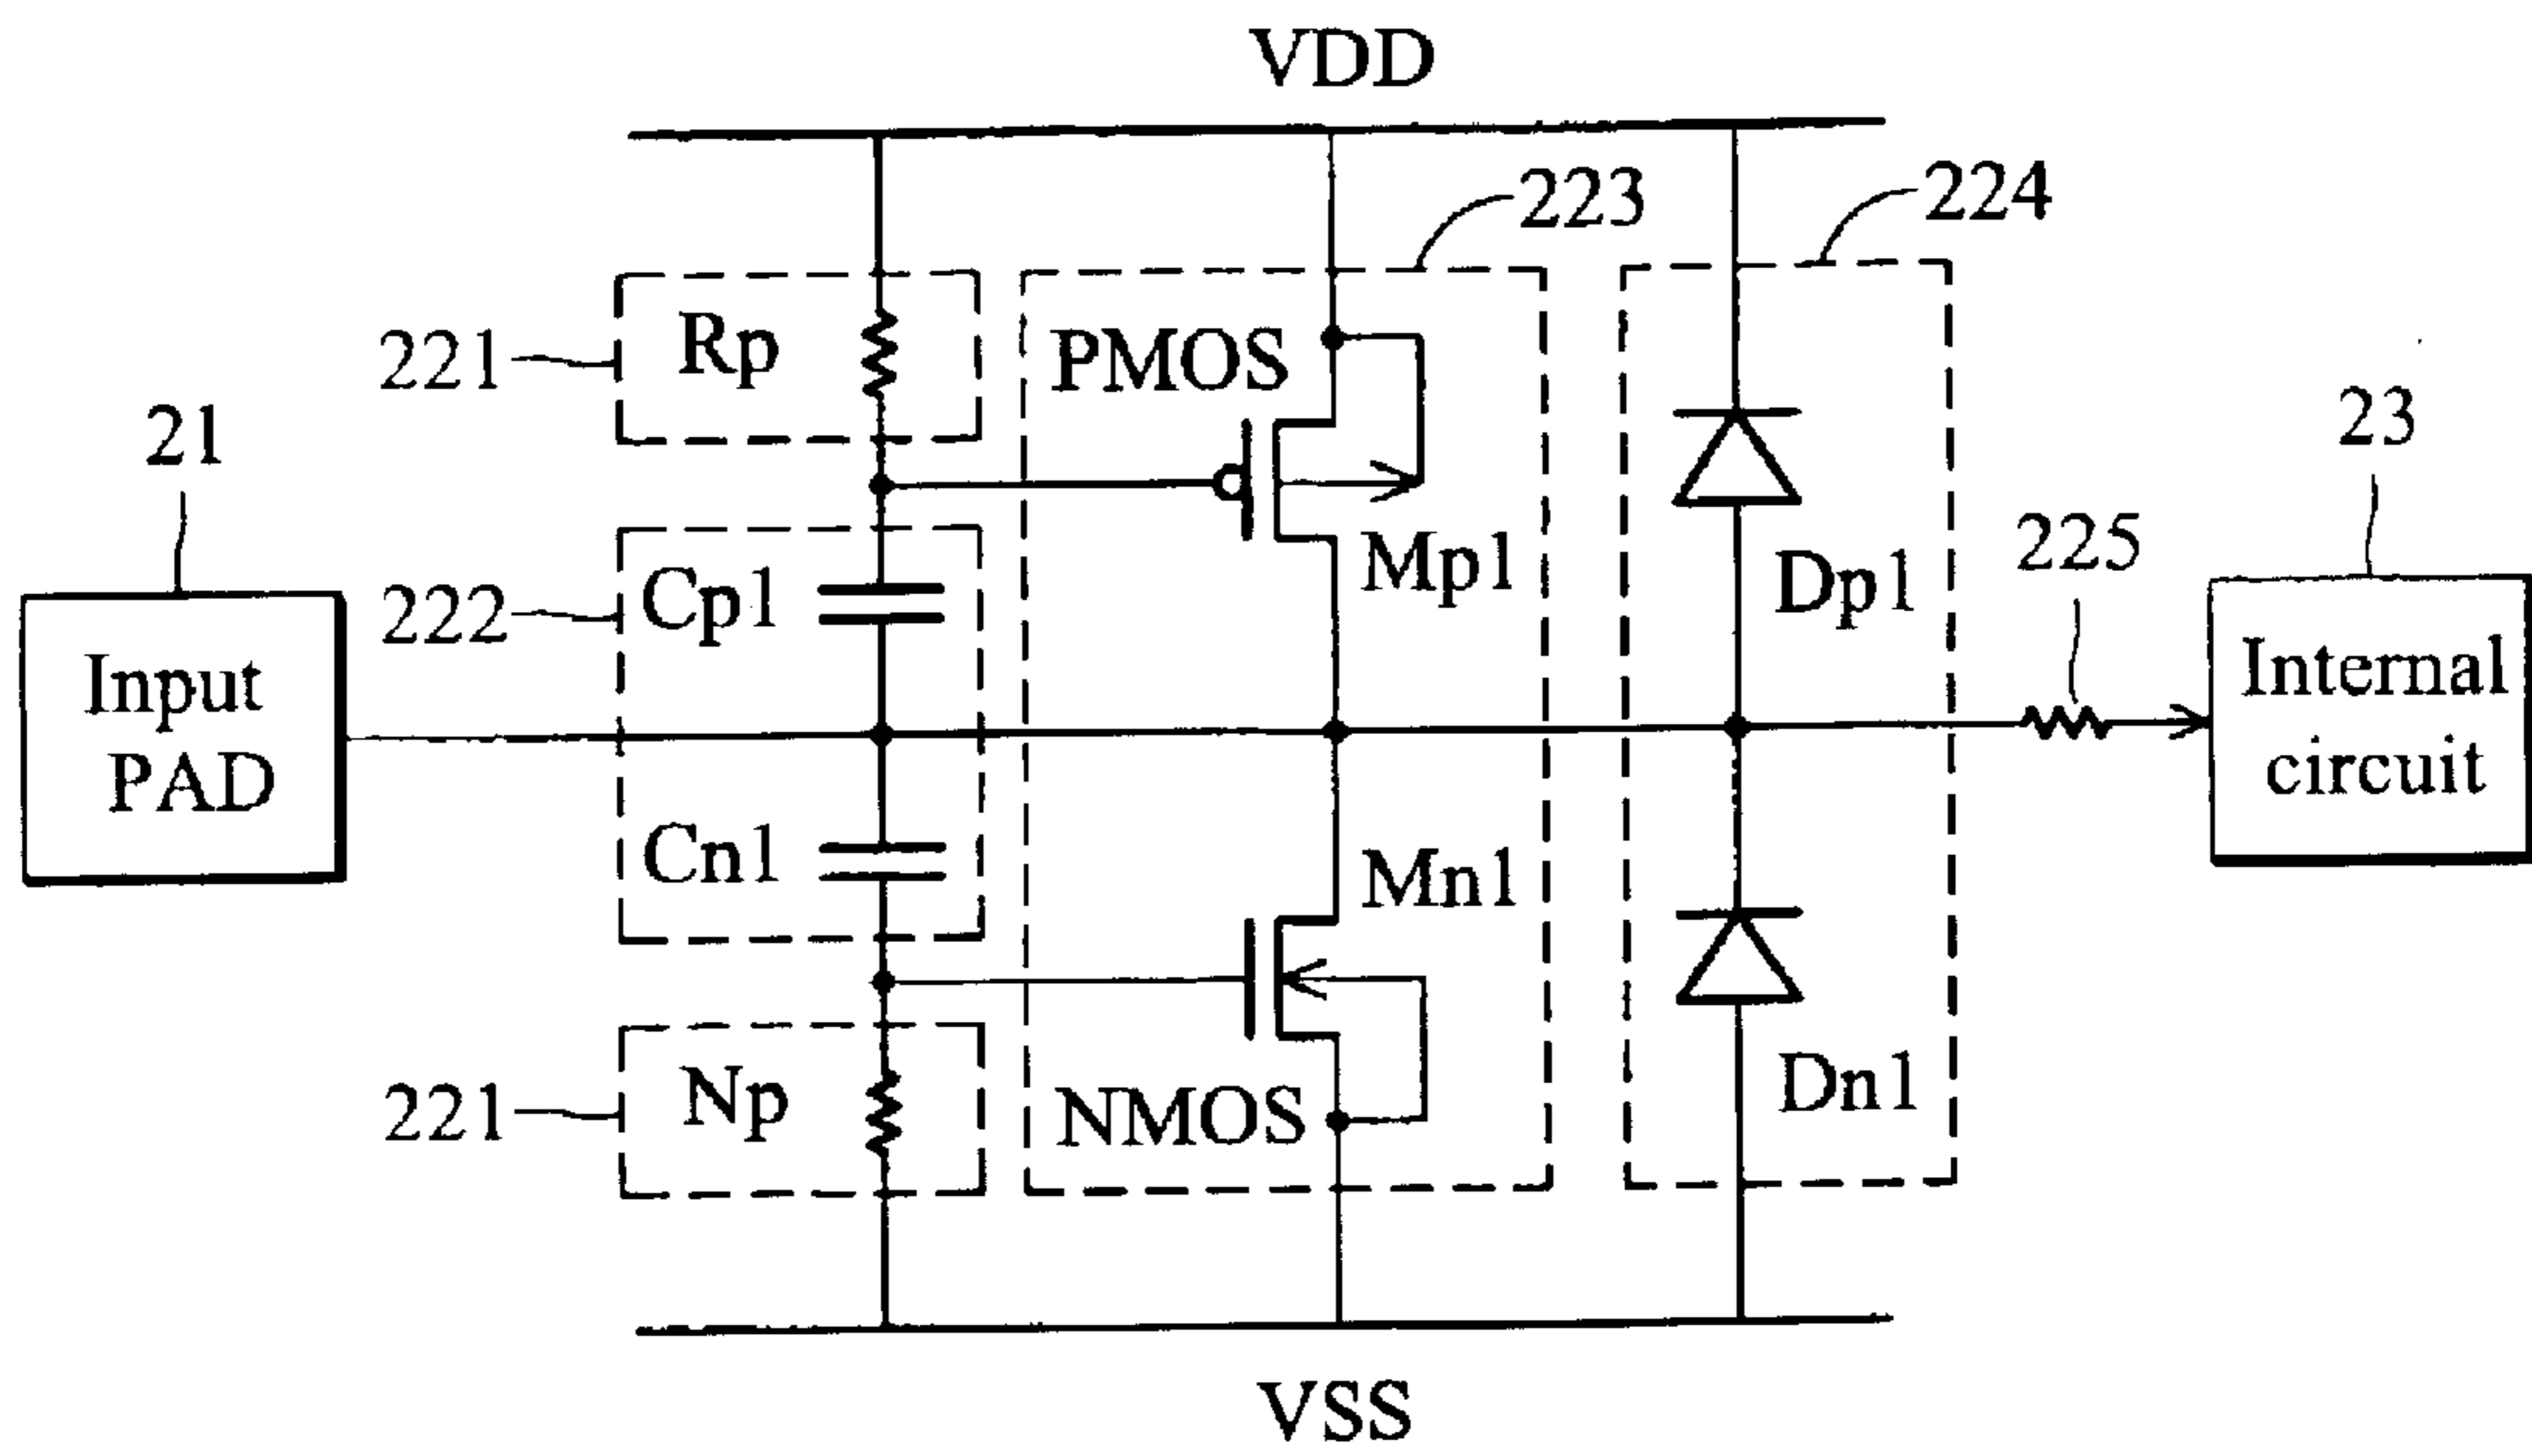 VDD
223
224
221
Rp
PMOS
21
23
Mp1
225
Dp1
222
Cp1
Input
PAD
Internal
circuit
Cn1
Mn1
221
Np
NMOS
Dn1
VSS